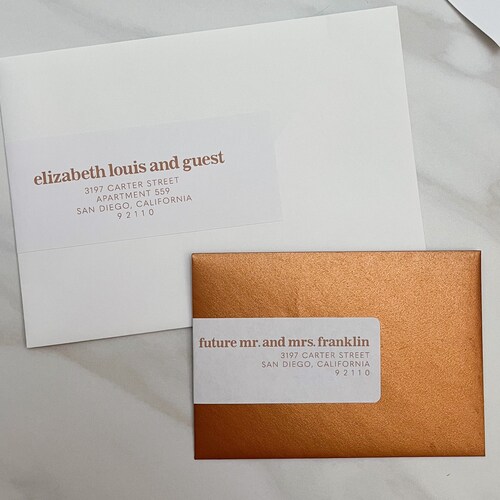 elizabeth louis and guest
3197 CARTER STREET
APARTMENT 559
SAN DIEGO, CALIFORNIA
92110
future mr. and mrs. franklin
3197 CARTER STREET
SAN DIEGO, CALIFORNIA
92110